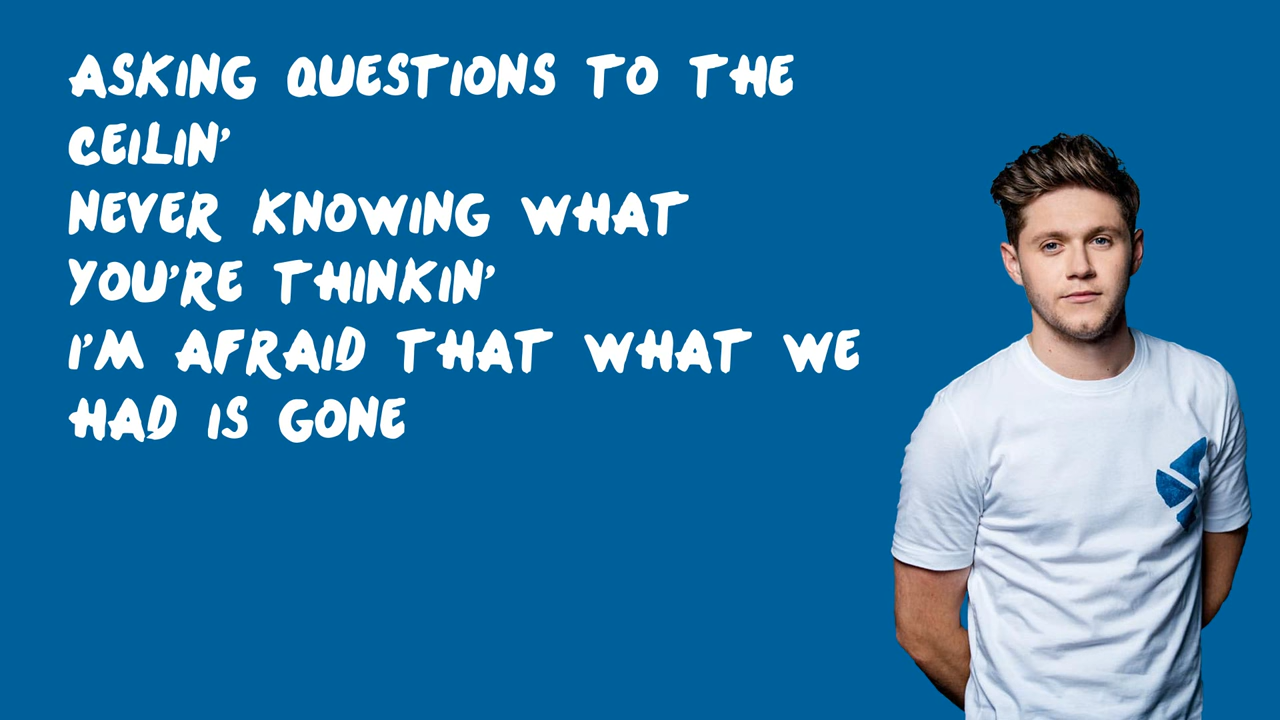 ASKING QUESTIONS TO THE
CEILIN'
NEVER KNOWING WHAT
YOU'RE THINKIN'
I'M AFRAID THAT WHAT WE
HAD IS GONE